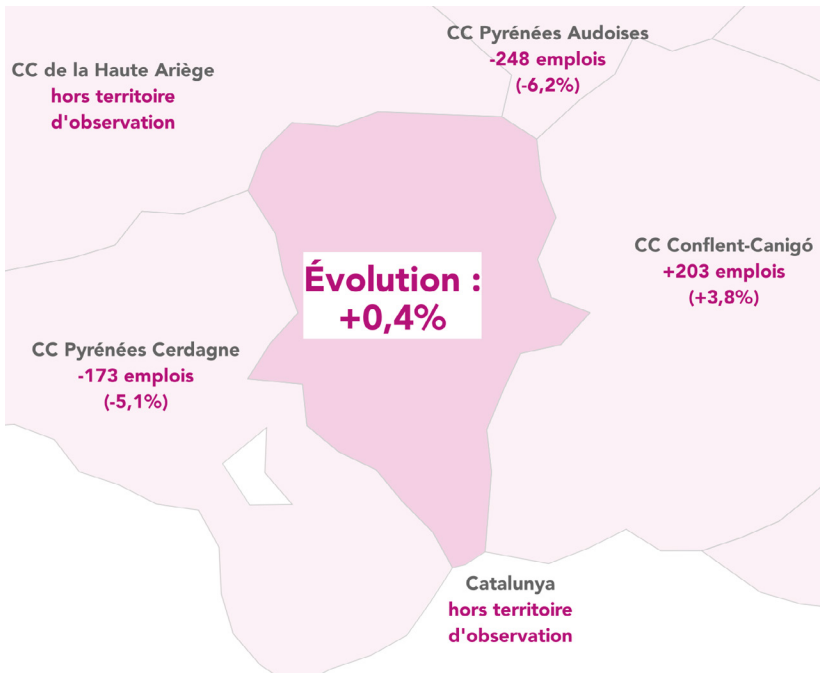 CC Pyrénées Audoises
-248 emplois
(-6,2%)
CC de la Haute Ariège
hors territoire
d'observation
Évolution :
+0,4%
CC Conflent-Canigó
+203 emplois
(+3,8%)
CC Pyrénées Cerdagne
-173 emplois
(-5,1%)
Catalunya
hors territoire
d'observation